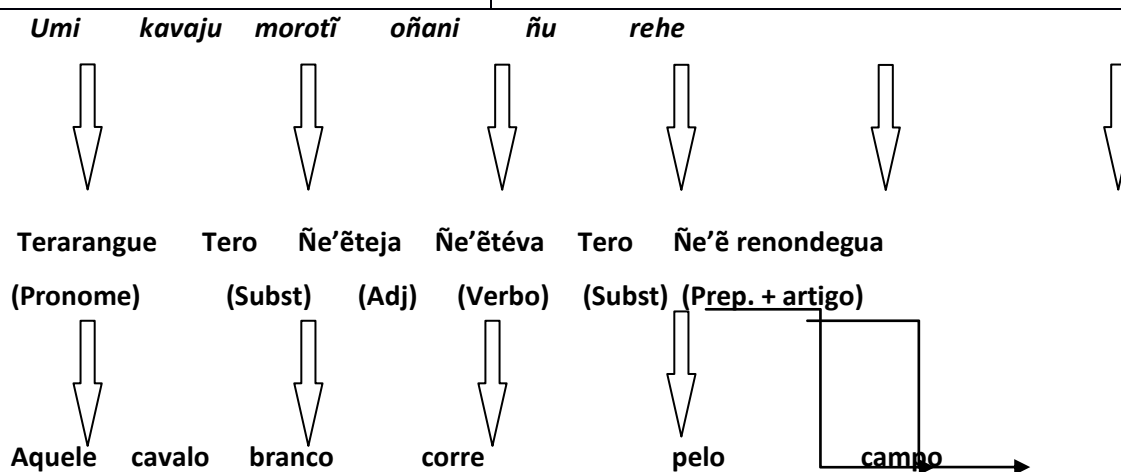 Umi kavaju morotĩ oñani ñu rehe
Terarangue Tero Ñe’ẽteja Ñe’ẽtéva Tero Ñe’ẽ renondegua
(Pronome) (Subst) (Adj) (Verbo) (Subst) (Prep. + artigo)
Aquele cavalo branco corre pelo campo